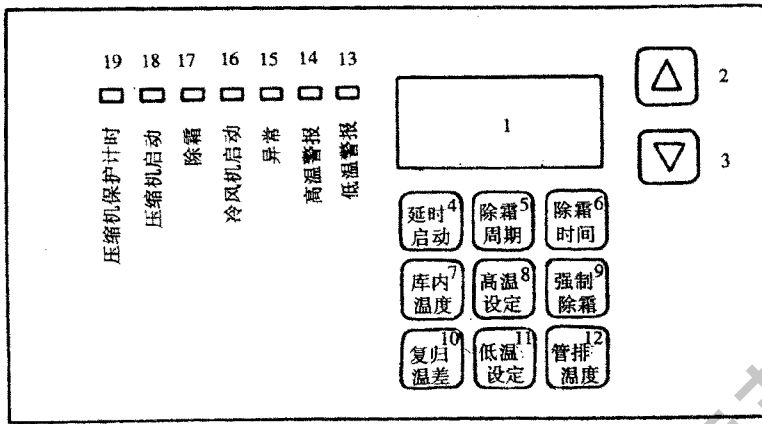 19 18 17 16 15 14 13
压缩机保护计时
压缩机启动
除霜
冷风机启动
异常
高温警报
低温警报
1
2
3
延时4 除霜5 除霜6
启动 周期 时间
库内7 高温8 强制9
温度 设定 除霜
10 11 12
复归 低温 管排
温差 设定 温度